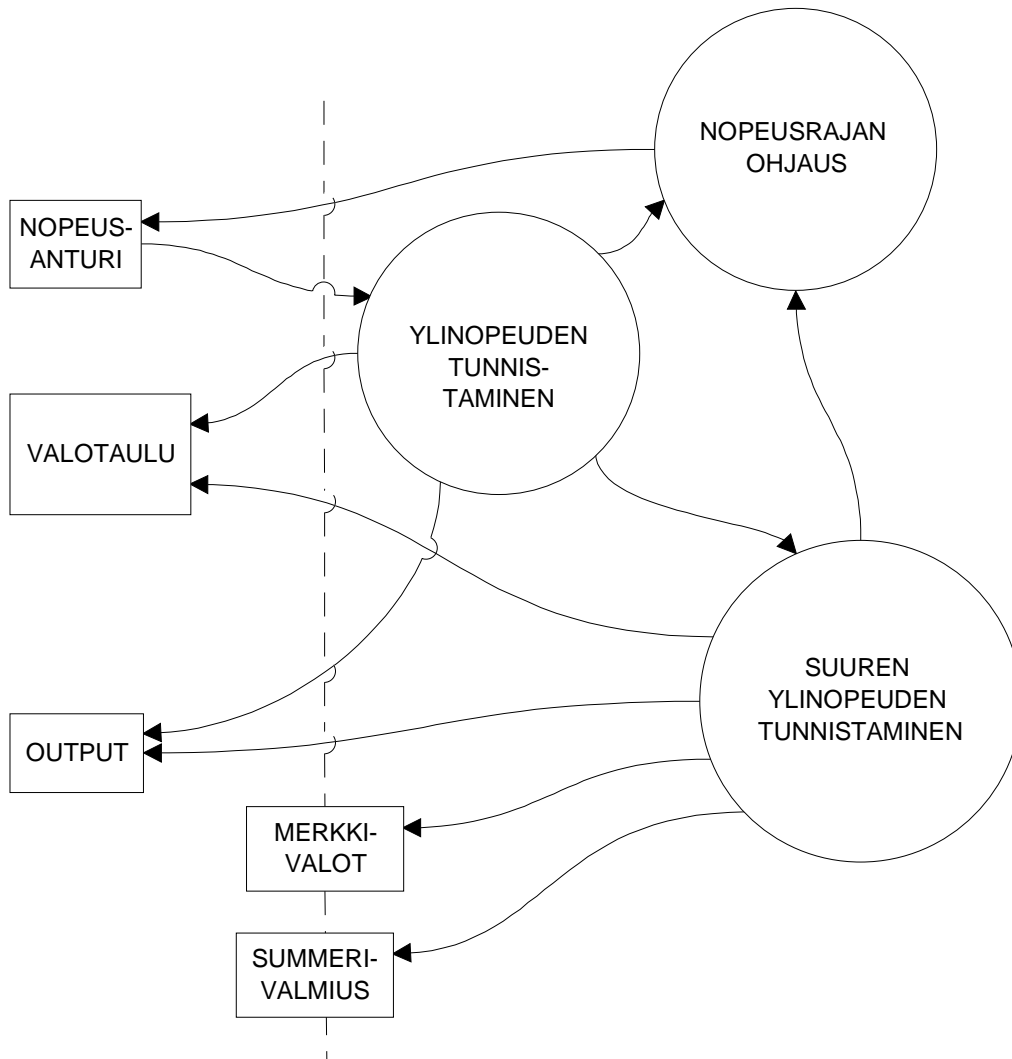 NOPEUSRAJAN
OHJAUS
NOPEUS-
ANTURI
YLINOPEUDEN
TUNNIS-
TAMINEN
VALOTAULU
SUUREN
YLINOPEUDEN
TUNNISTAMINEN
OUTPUT
MERKKI-
VALOT
SUMMERI-
VALMIUS